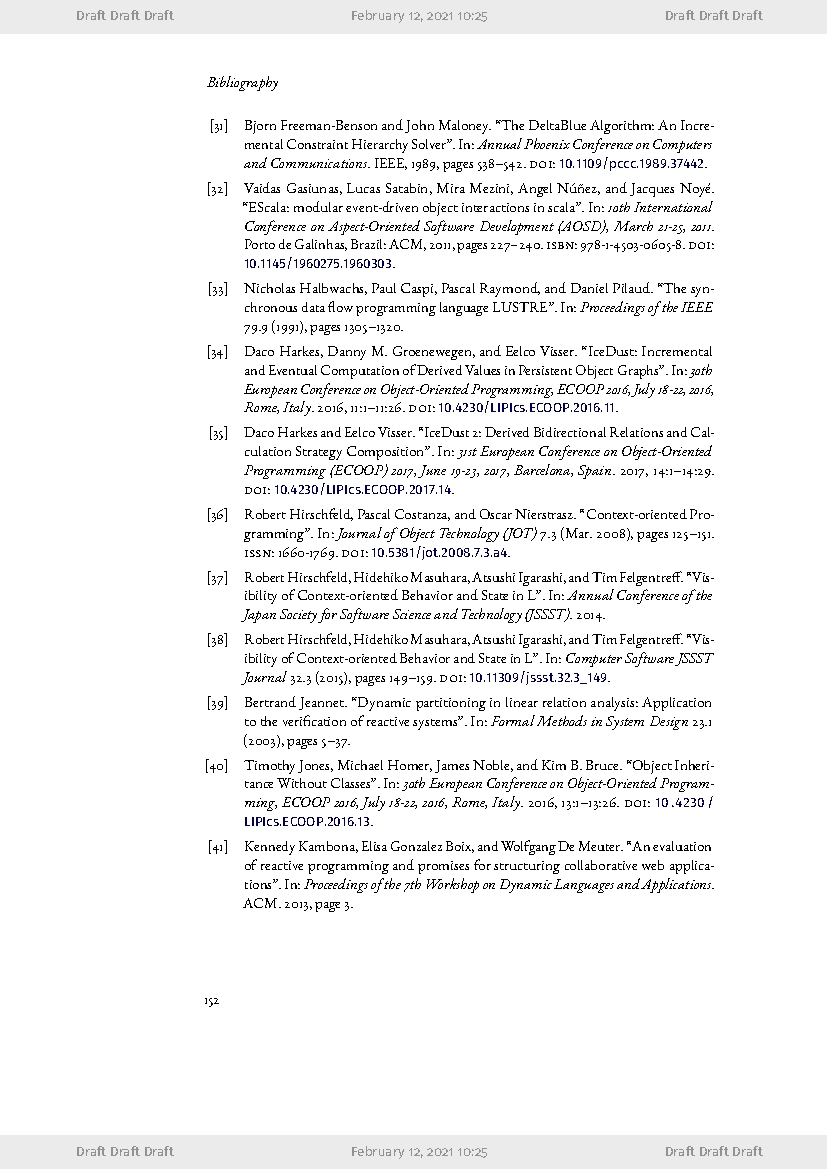 Draft Draft Draft February 12, 2021 10:25 Draft Draft Draft
Bibliography
[31] Bjorn Freeman-Benson and John Maloney. “The DeltaBlue Algorithm: An Incre-
mental Constraint Hierarchy Solver”. In: Annual Phoenix Conference on Computers
and Communications. IEEE, 1989, pages 538–542. DOI: 10.1109/pccc.1989.37442.
[32] Vaidas Gasiunas, Lucas Satabin, Mira Mezini, Angel Núñez, and Jacques Noyé.
“EScala: modular event-driven object interactions in scala”. In: 10th International
Conference on Aspect-Oriented Software Development (AOSD), March 21-25, 2011.
Porto de Galinhas, Brazil: ACM, 2011, pages 227–240. ISBN: 978-1-4503-0605-8. DOI:
10.1145/1960275.1960303.
[33] Nicholas Halbwachs, Paul Caspi, Pascal Raymond, and Daniel Pilaud. “The syn-
chronous data flow programming language LUSTRE”. In: Proceedings of the IEEE
79.9 (1991), pages 1305–1320.
[34] Daco Harkes, Danny M. Groenewegen, and Eelco Visser. “IceDust: Incremental
and Eventual Computation of Derived Values in Persistent Object Graphs”. In: 30th
European Conference on Object-Oriented Programming, ECOOP 2016, July 18-22, 2016,
Rome, Italy. 2016, 11:1–11:26. DOI: 10.4230/LIPIcs.ECOOP.2016.11.
[35] Daco Harkes and Eelco Visser. “IceDust 2: Derived Bidirectional Relations and Cal-
culation Strategy Composition”. In: 31st European Conference on Object-Oriented
Programming (ECOOP) 2017, June 19-23, 2017, Barcelona, Spain. 2017, 14:1–14:29.
DOI: 10.4230/LIPIcs.ECOOP.2017.14.
[36] Robert Hirschfeld, Pascal Costanza, and Oscar Nierstrasz. “Context-oriented Pro-
gramming”. In: Journal of Object Technology (JOT) 7.3 (Mar. 2008), pages 125–151.
ISSN: 1660-1769. DOI: 10.5381/jot.2008.7.3.a4.
[37] Robert Hirschfeld, Hidehiko Masuhara, Atsushi Igarashi, and Tim Felgentreff. “Vis-
ibility of Context-oriented Behavior and State in L”. In: Annual Conference of the
Japan Society for Software Science and Technology (JSSST). 2014.
[38] Robert Hirschfeld, Hidehiko Masuhara, Atsushi Igarashi, and Tim Felgentreff. “Vis-
ibility of Context-oriented Behavior and State in L”. In: Computer Software JSSST
Journal 32.3 (2015), pages 149–159. DOI: 10.11309/jssst.32.3_149.
[39] Bertrand Jeannet. “Dynamic partitioning in linear relation analysis: Application
to the verification of reactive systems”. In: Formal Methods in System Design 23.1
(2003), pages 5–37.
[40] Timothy Jones, Michael Homer, James Noble, and Kim B. Bruce. “Object Inheri-
tance Without Classes”. In: 30th European Conference on Object-Oriented Program-
ming, ECOOP 2016, July 18-22, 2016, Rome, Italy. 2016, 13:1–13:26. DOI: 10.4230/
LIPIcs.ECOOP.2016.13.
[41] Kennedy Kambona, Elisa Gonzalez Boix, and Wolfgang De Meuter. “An evaluation
of reactive programming and promises for structuring collaborative web applica-
tions”. In: Proceedings of the 7th Workshop on Dynamic Languages and Applications.
ACM. 2013, page 3.
152
Draft Draft Draft February 12, 2021 10:25 Draft Draft Draft